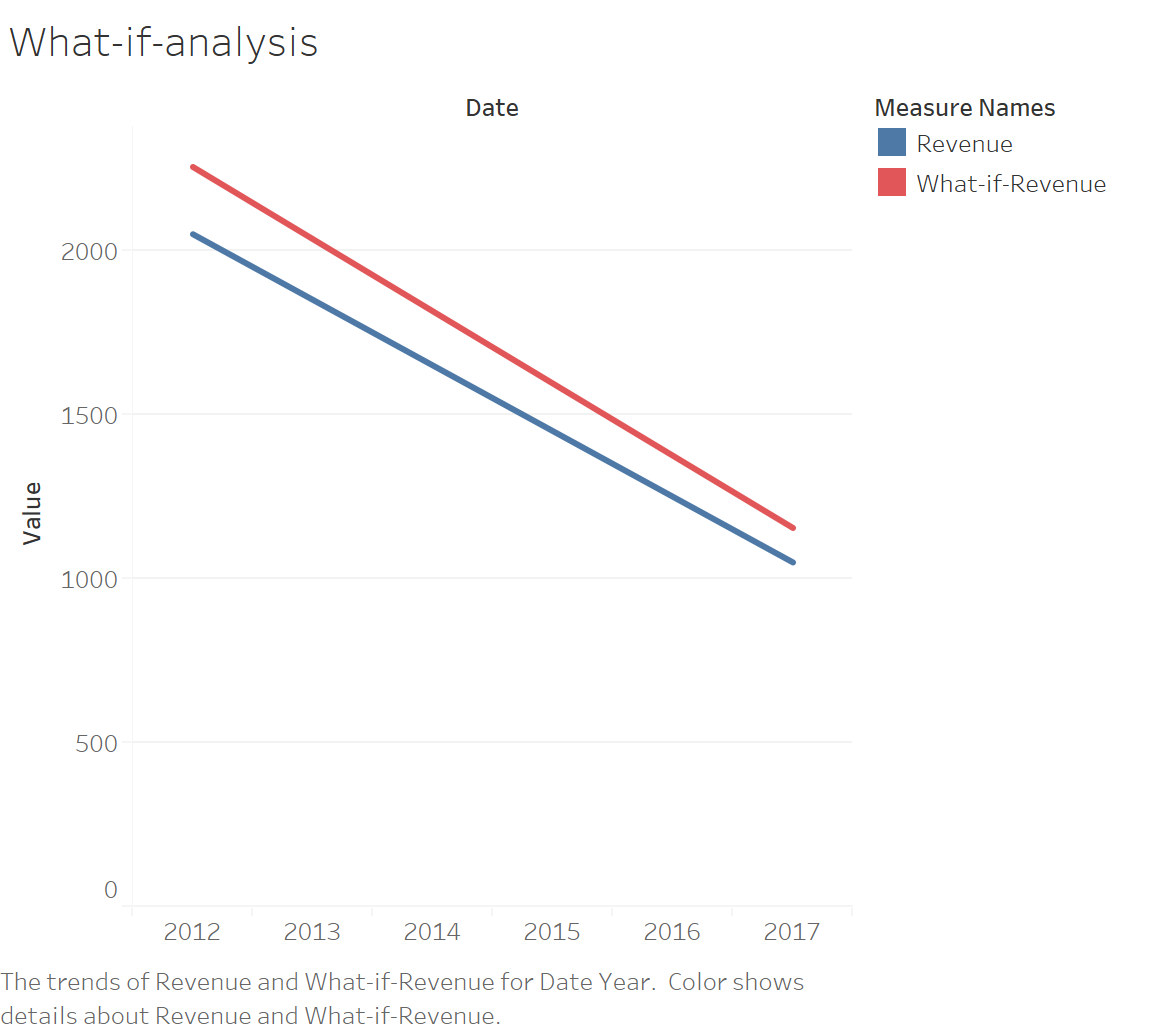 What-if-analysis
Date
Measure Names
Revenue
What-if-Revenue
2000
1500
1000
500
0
Value
2012 2013 2014 2015 2016 2017
The trends of Revenue and What-if-Revenue for Date Year.  Color shows
details about Revenue and What-if-Revenue.